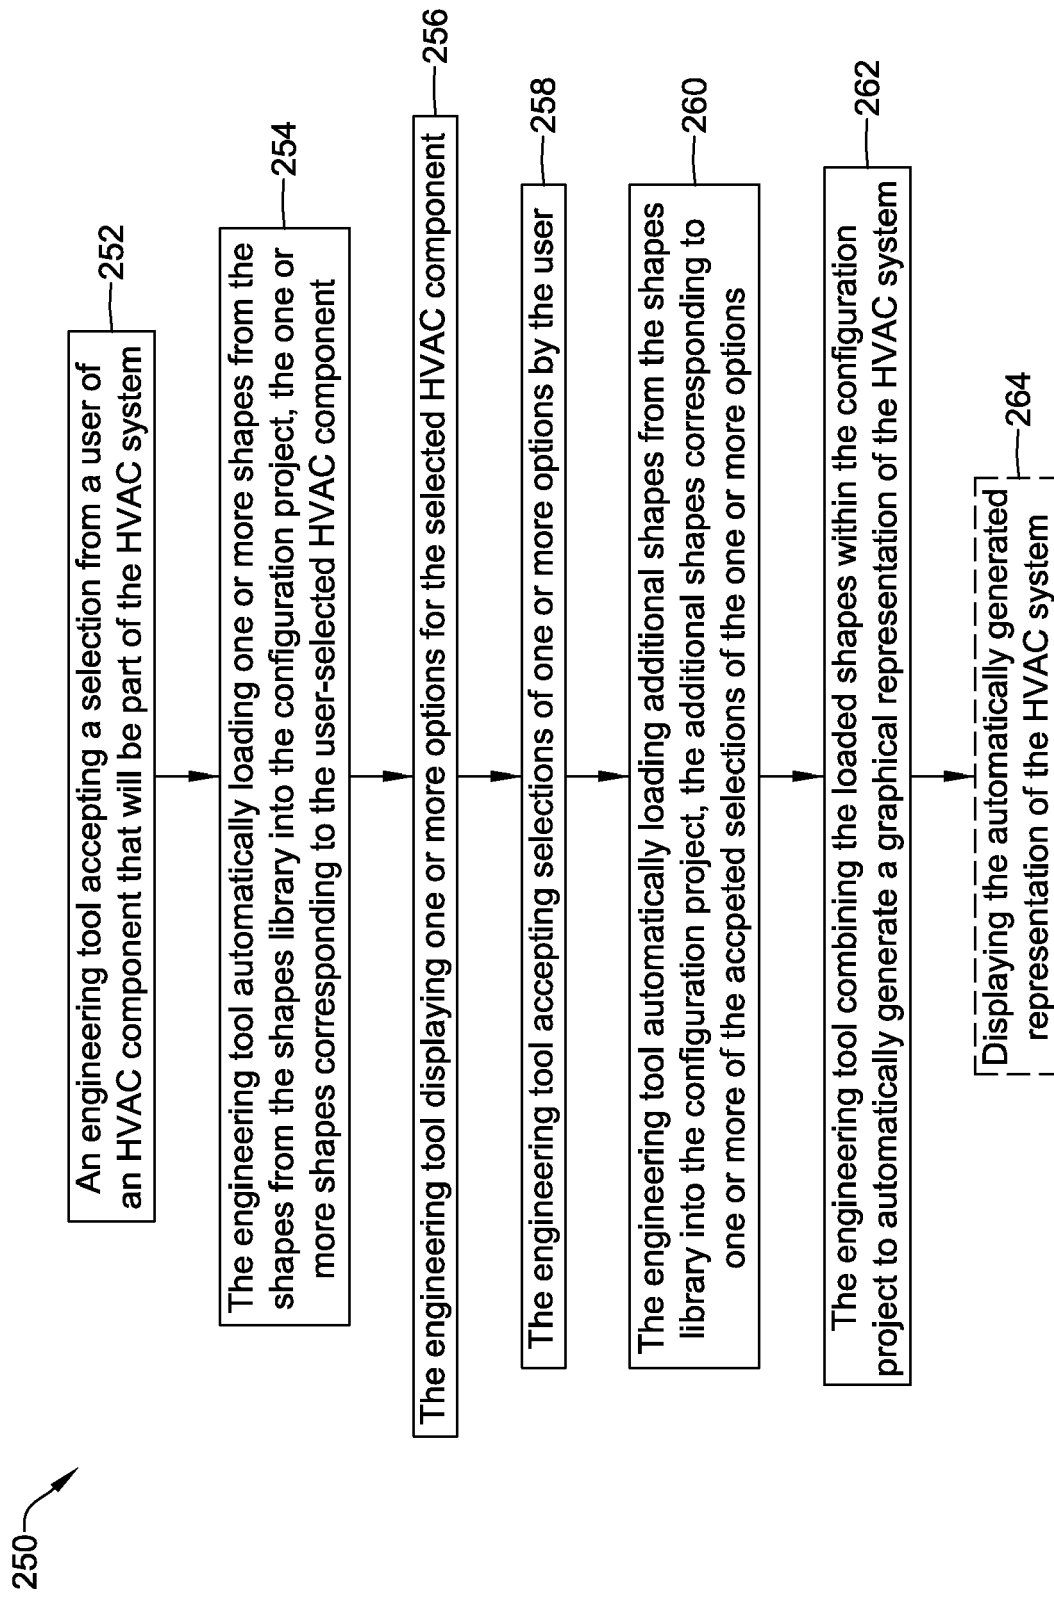 250
252
An engineering tool accepting a selection from a user of
an HVAC component that will be part of the HVAC system
254
The engineering tool automatically loading one or more shapes from the
shapes from the shapes library into the configuration project, the one or
more shapes corresponding to the user-selected HVAC component
256
The engineering tool displaying one or more options for the selected HVAC component
258
The engineering tool accepting selections of one or more options by the user
260
The engineering tool automatically loading additional shapes from the shapes
library into the configuration project, the additional shapes corresponding to
one or more of the accpeted selections of the one or more options
262
The engineering tool combining the loaded shapes within the configuration
project to automatically generate a graphical representation of the HVAC system
264
Displaying the automatically generated
representation of the HVAC system